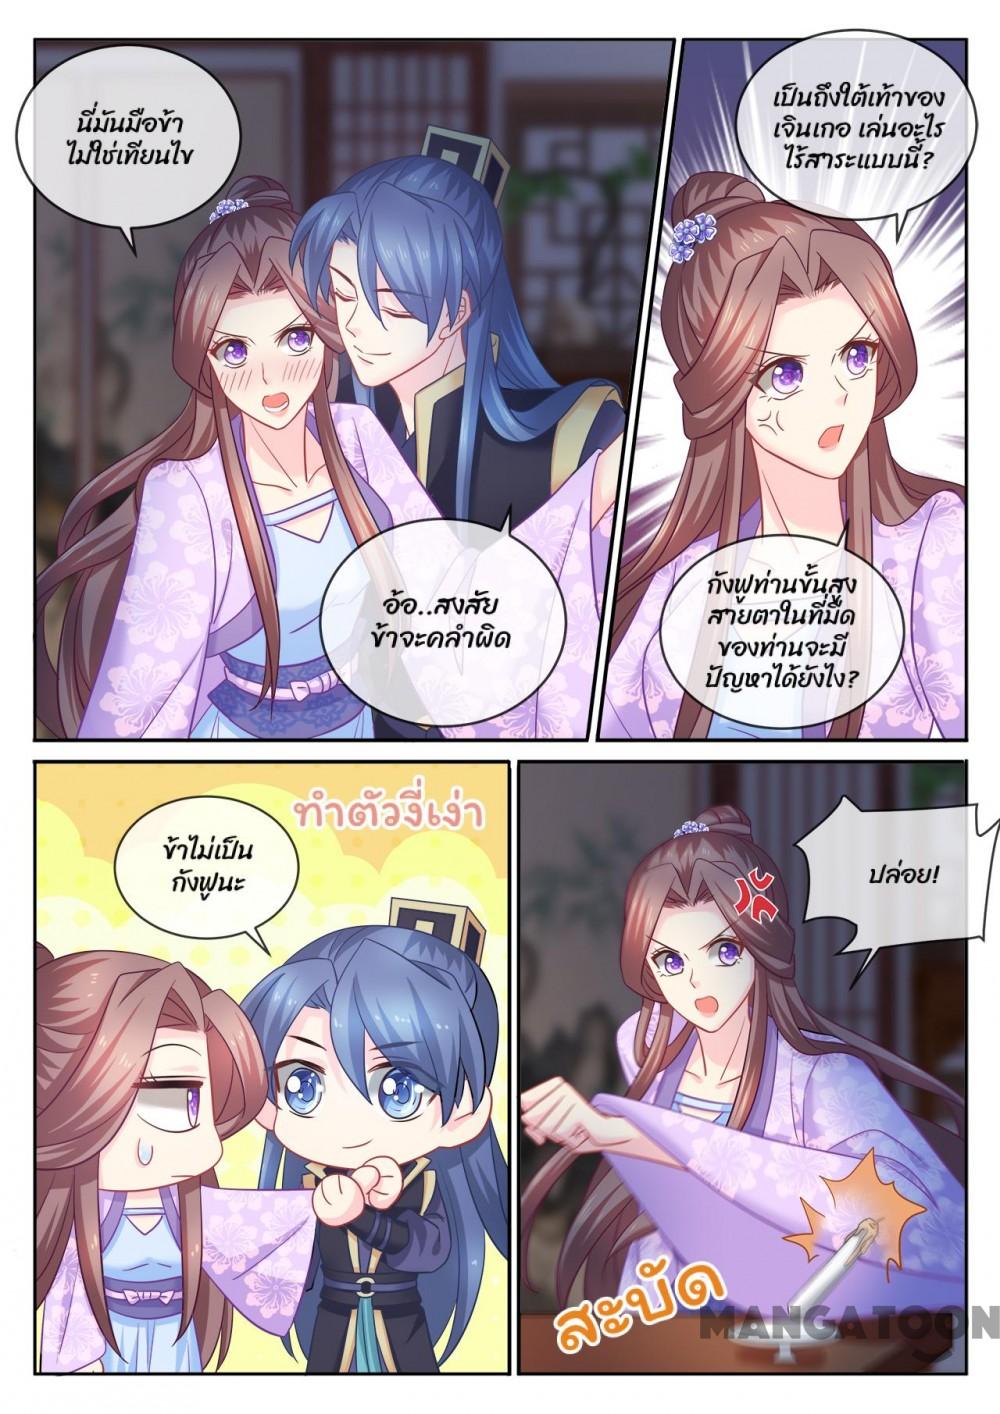 นี่มันมือข้า
ไม่ใช่เทียนไข
อ้อ..สงสัย
ข้าจะคลำผิด
เป็นถึงใต้เท้าของ
เจินเกอ เล่นอะไร
ไร้สาระแบบนี้?
กังฟูท่านขั้นสูง
สายตาในที่มืด
ของท่านจะมี
ปัญหาได้ยังไง?
ทำตัวงี่เง่า
ข้าไม่เป็น
กังฟูนะ
ปล่อย!
สะบัด
MANGATOON